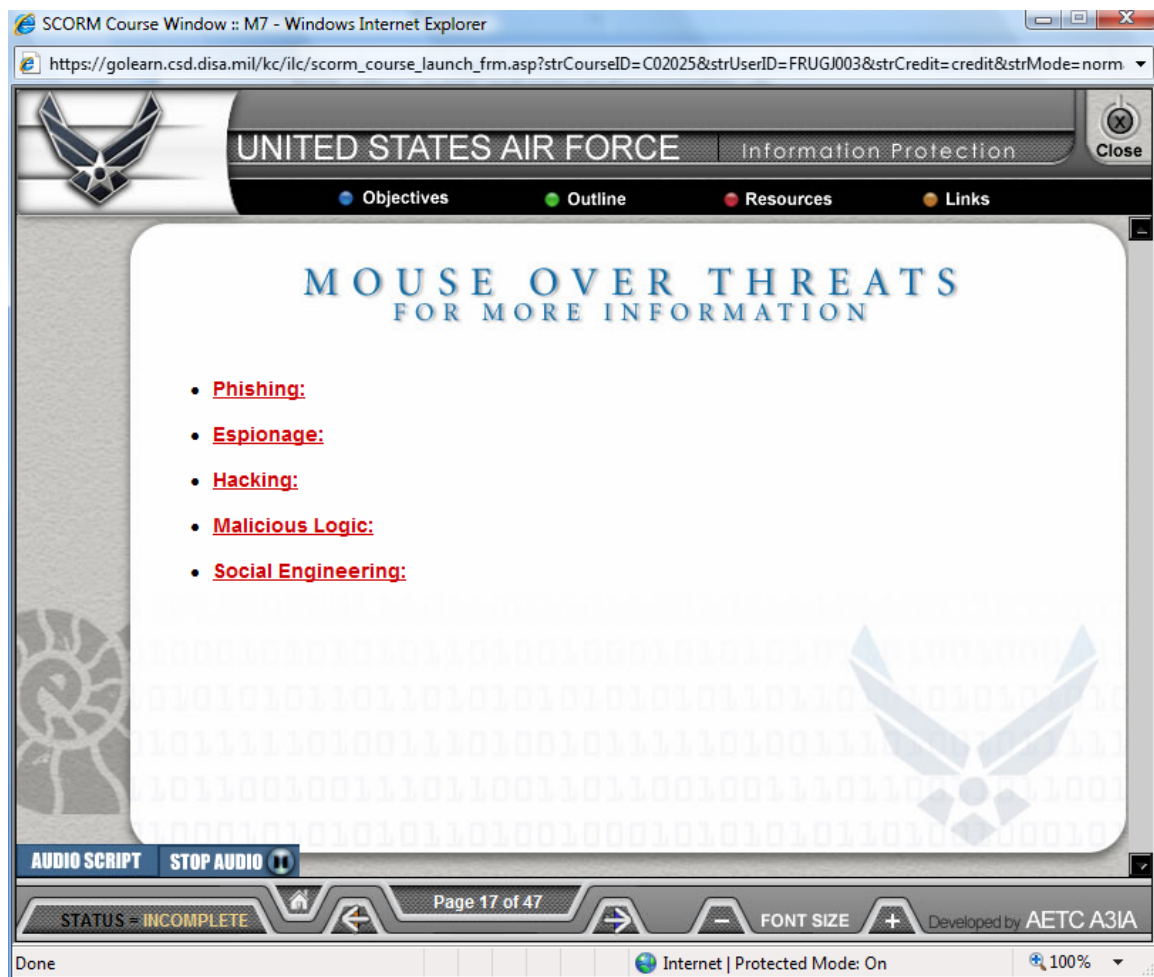 SCORM Course Window :: M7 - Windows Internet Explorer
https://golearn.csd.disa.mil/kc/ilc/scorm_course_launch_frm.asp?strCourseID=C02025&strUserID=FRUGJ003&strCredit=credit&strMode=norm
UNITED STATES AIR FORCE Information Protection
X Close
Objectives Outline Resources Links
MOUSE OVER THREATS
FOR MORE INFORMATION
• Phishing:
• Espionage:
• Hacking:
• Malicious Logic:
• Social Engineering:
AUDIO SCRIPT STOP AUDIO
STATUS = INCOMPLETE Page 17 of 47 − FONT SIZE + Developed by AETC A3IA
Done Internet | Protected Mode: On 100%